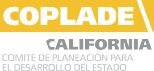 COPLADE
CALIFORNIA
COMITÉ DE PLANEACIÓN PARA
EL DESARROLLO DEL ESTADO